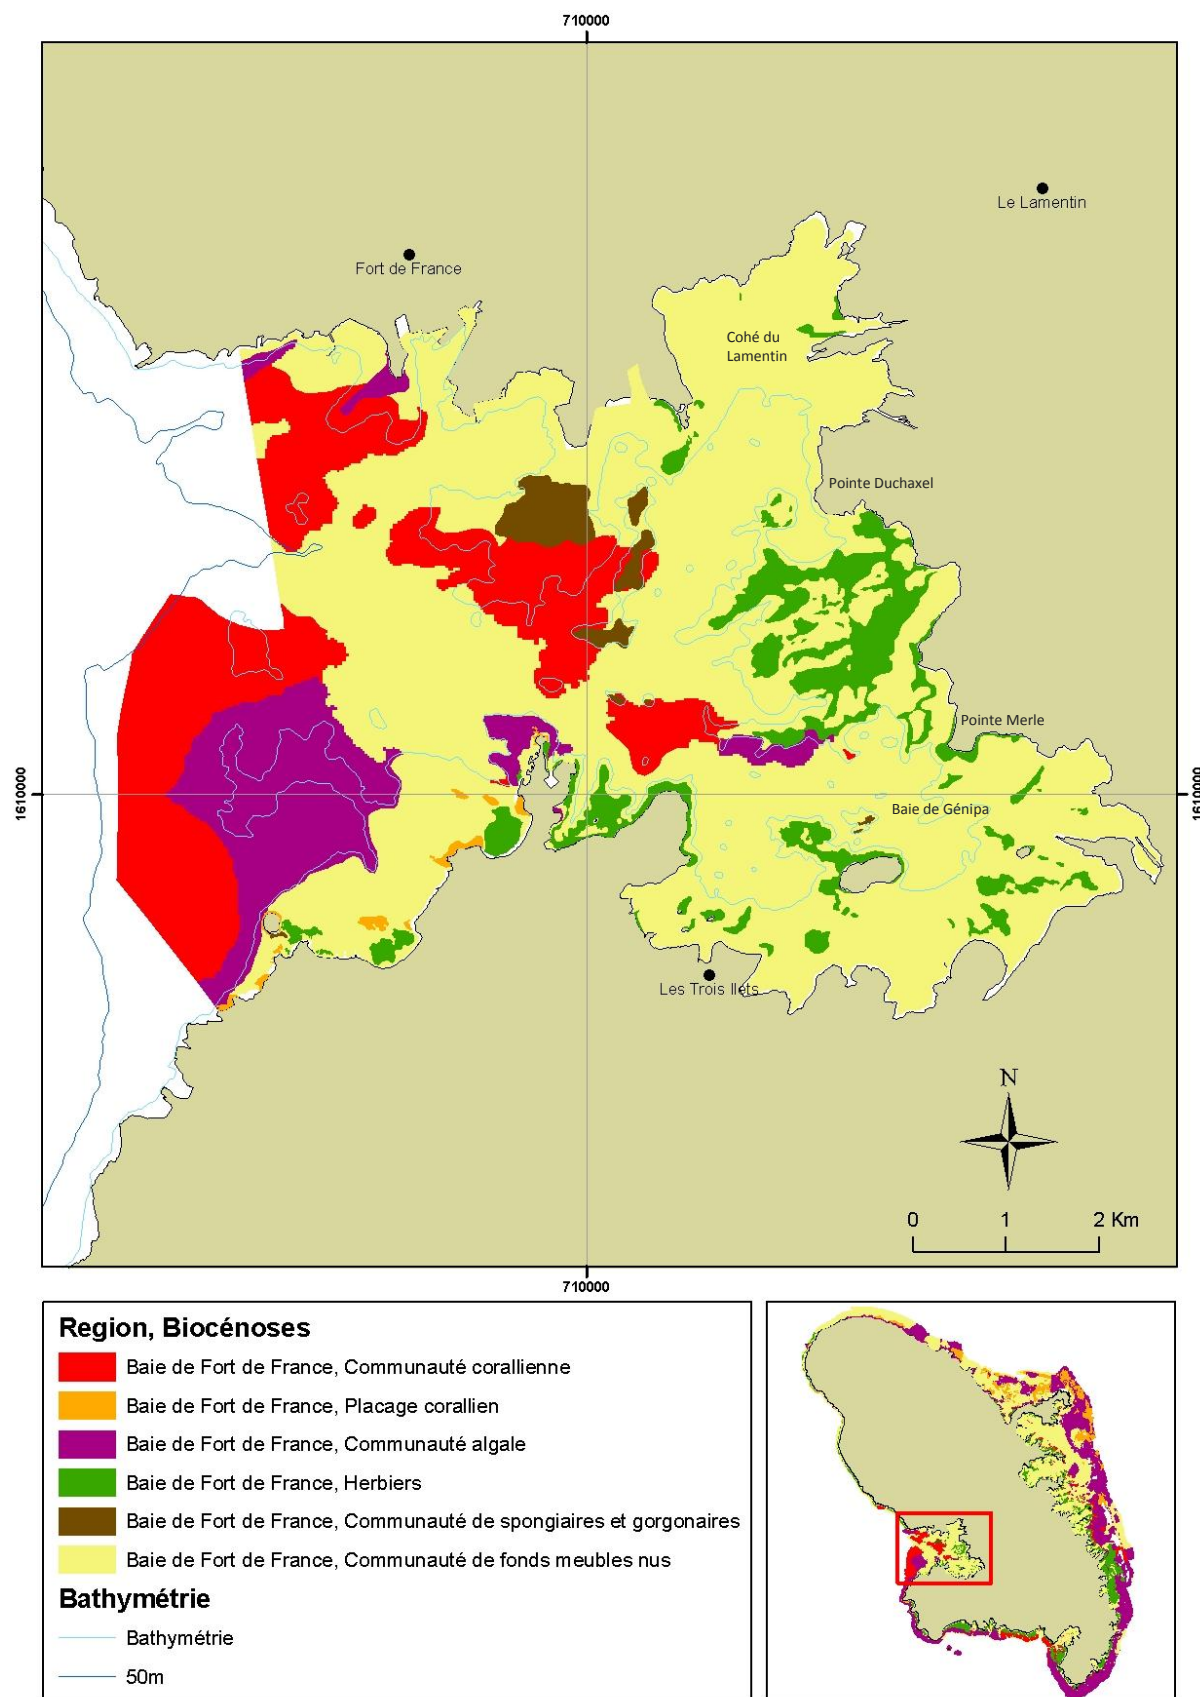 710000
Le Lamentin
Fort de France
Cohé du
Lamentin
Pointe Duchaxel
Pointe Merle
1610000
1610000
Baie de Génipa
Les Trois Ilets
N
0 1 2 Km
710000
Region, Biocénoses
Baie de Fort de France, Communauté corallienne
Baie de Fort de France, Placage corallien
Baie de Fort de France, Communauté algale
Baie de Fort de France, Herbiers
Baie de Fort de France, Communauté de spongiaires et gorgonaires
Baie de Fort de France, Communauté de fonds meubles nus
Bathymétrie
Bathymétrie
50m